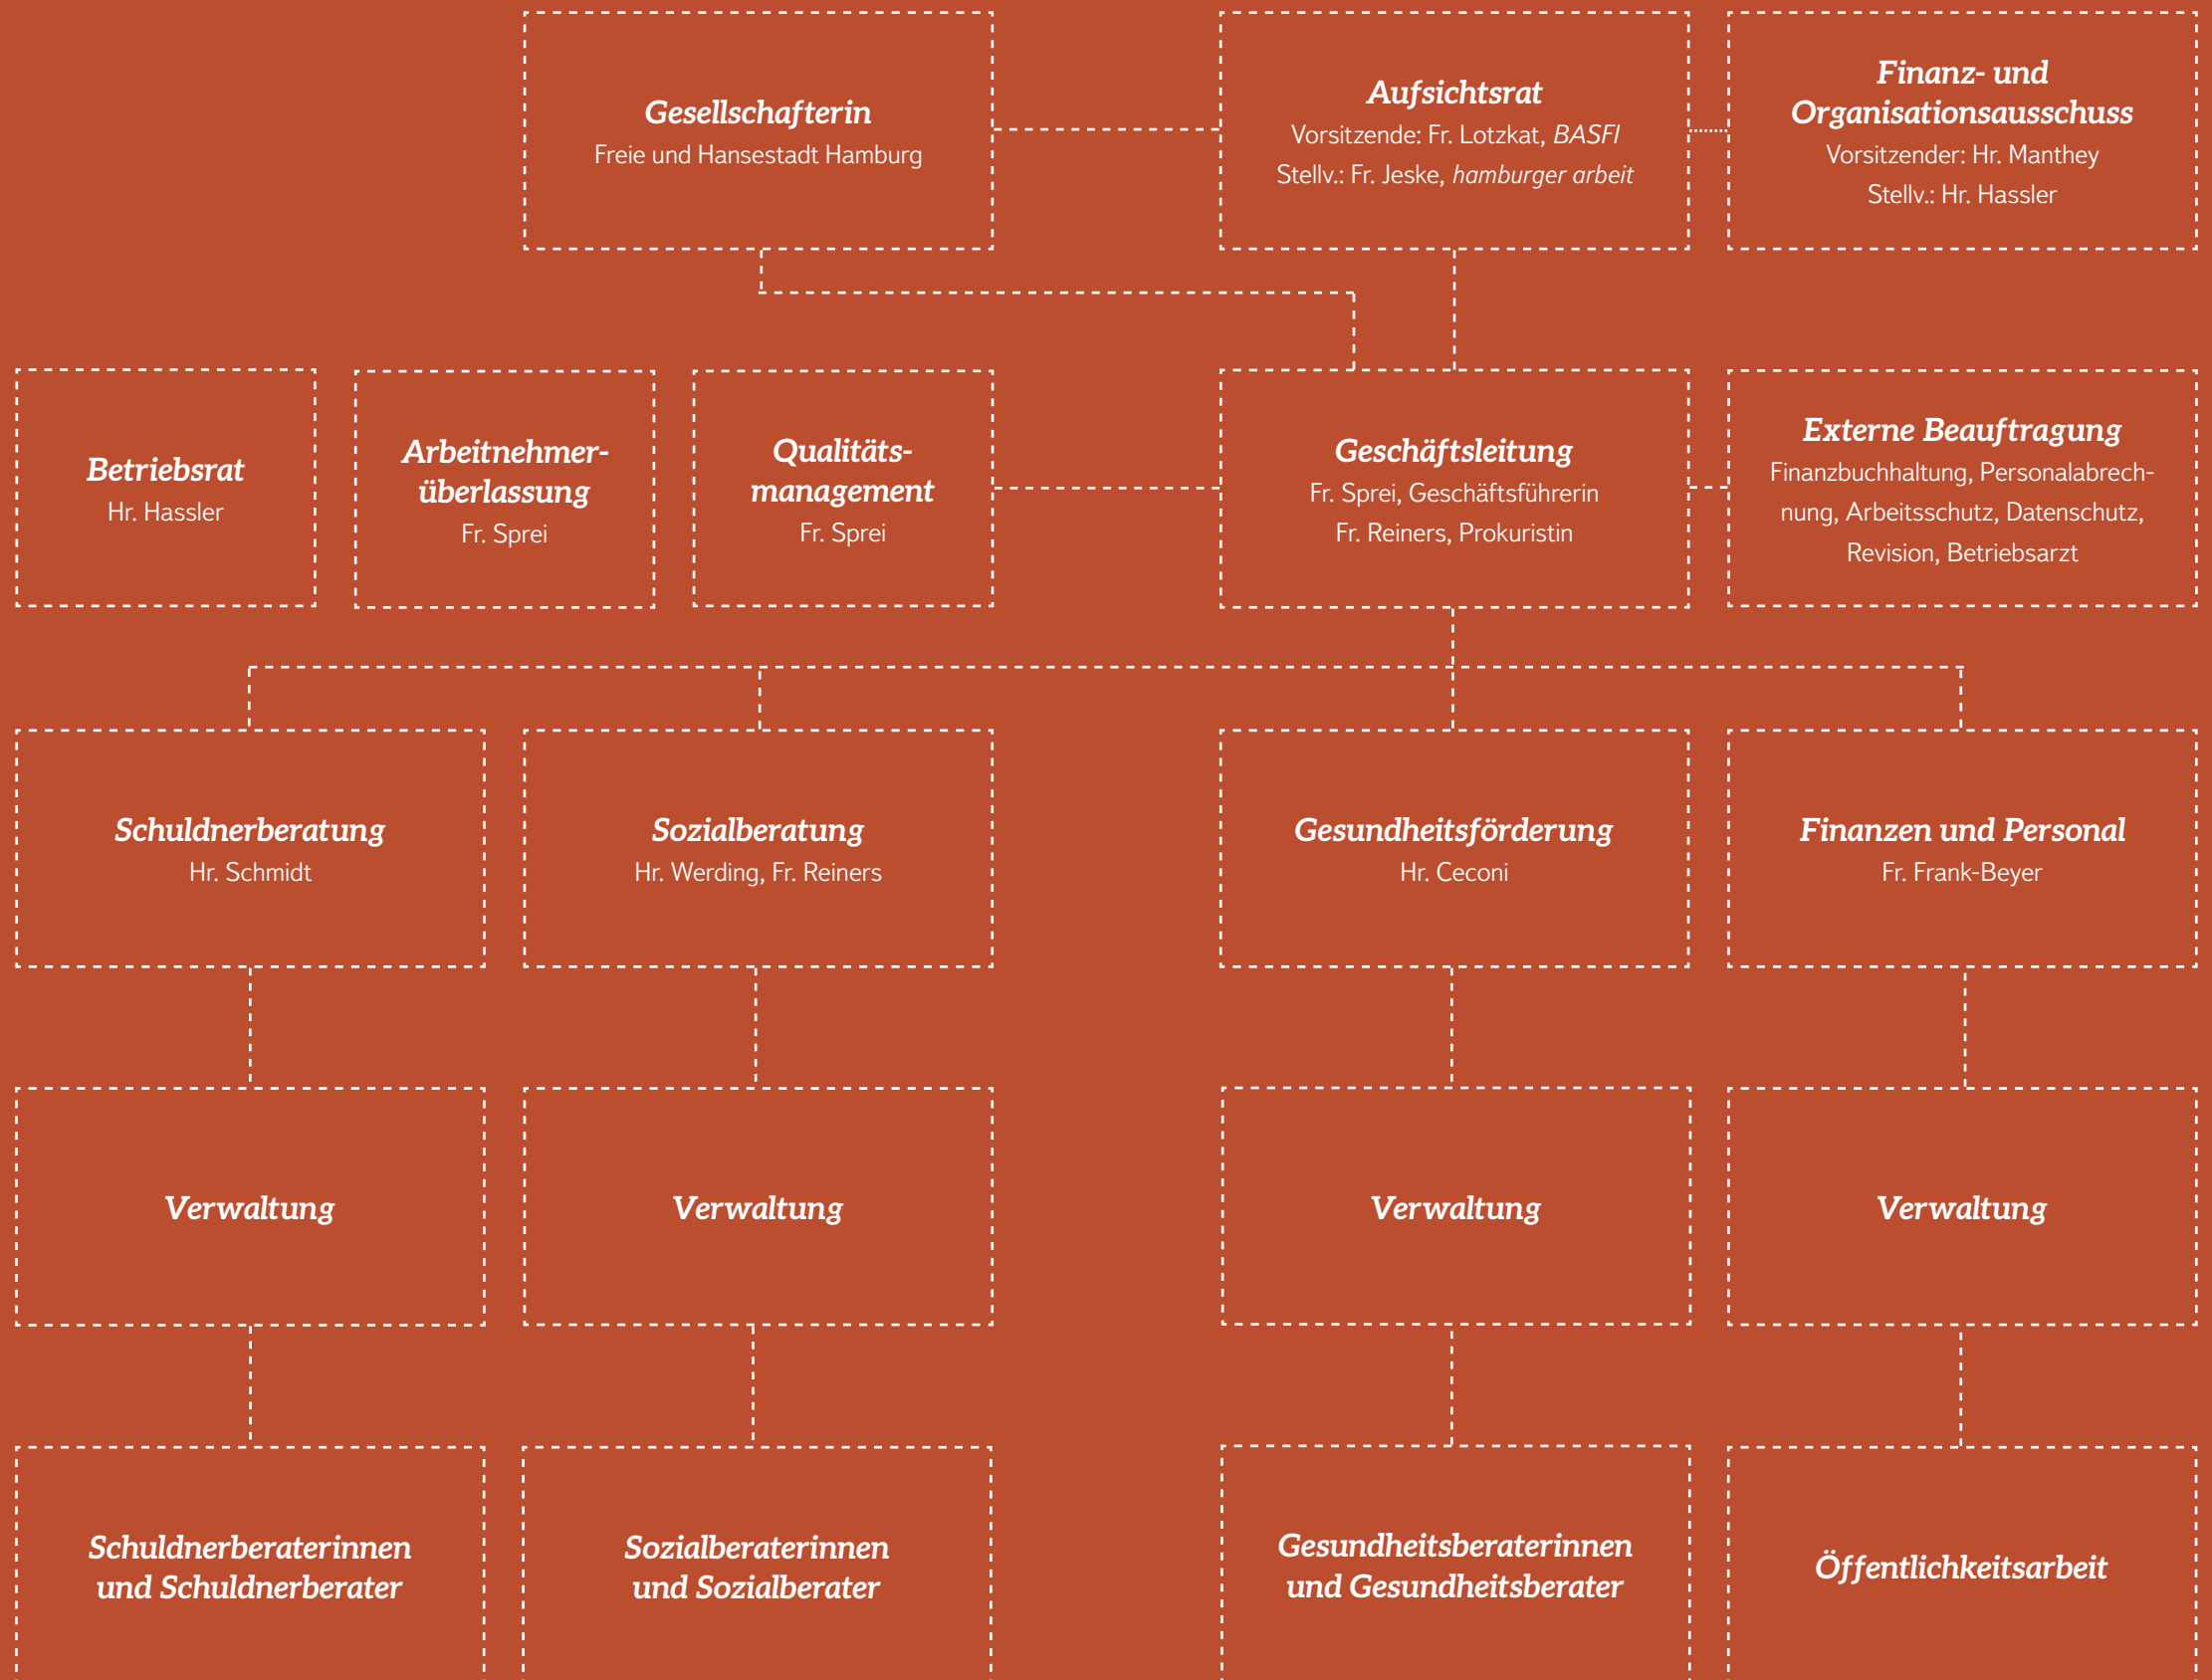 Gesellschafterin
Freie und Hansestadt Hamburg
Aufsichtsrat
Vorsitzende: Fr. Lotzkat, BASFI
Stellv.: Fr. Jeske, hamburger arbeit
Finanz- und
Organisationsausschuss
Vorsitzender: Hr. Manthey
Stellv.: Hr. Hassler
Betriebsrat
Hr. Hassler
Arbeitnehmer-
überlassung
Fr. Sprei
Qualitäts-
management
Fr. Sprei
Geschäftsleitung
Fr. Sprei, Geschäftsführerin
Fr. Reiners, Prokuristin
Externe Beauftragung
Finanzbuchhaltung, Personalabrech-
nung, Arbeitsschutz, Datenschutz,
Revision, Betriebsarzt
Schuldnerberatung
Hr. Schmidt
Sozialberatung
Hr. Werding, Fr. Reiners
Gesundheitsförderung
Hr. Ceconi
Finanzen und Personal
Fr. Frank-Beyer
Verwaltung
Verwaltung
Verwaltung
Verwaltung
Schuldnerberaterinnen
und Schuldnerberater
Sozialberaterinnen
und Sozialberater
Gesundheitsberaterinnen
und Gesundheitsberater
Öffentlichkeitsarbeit